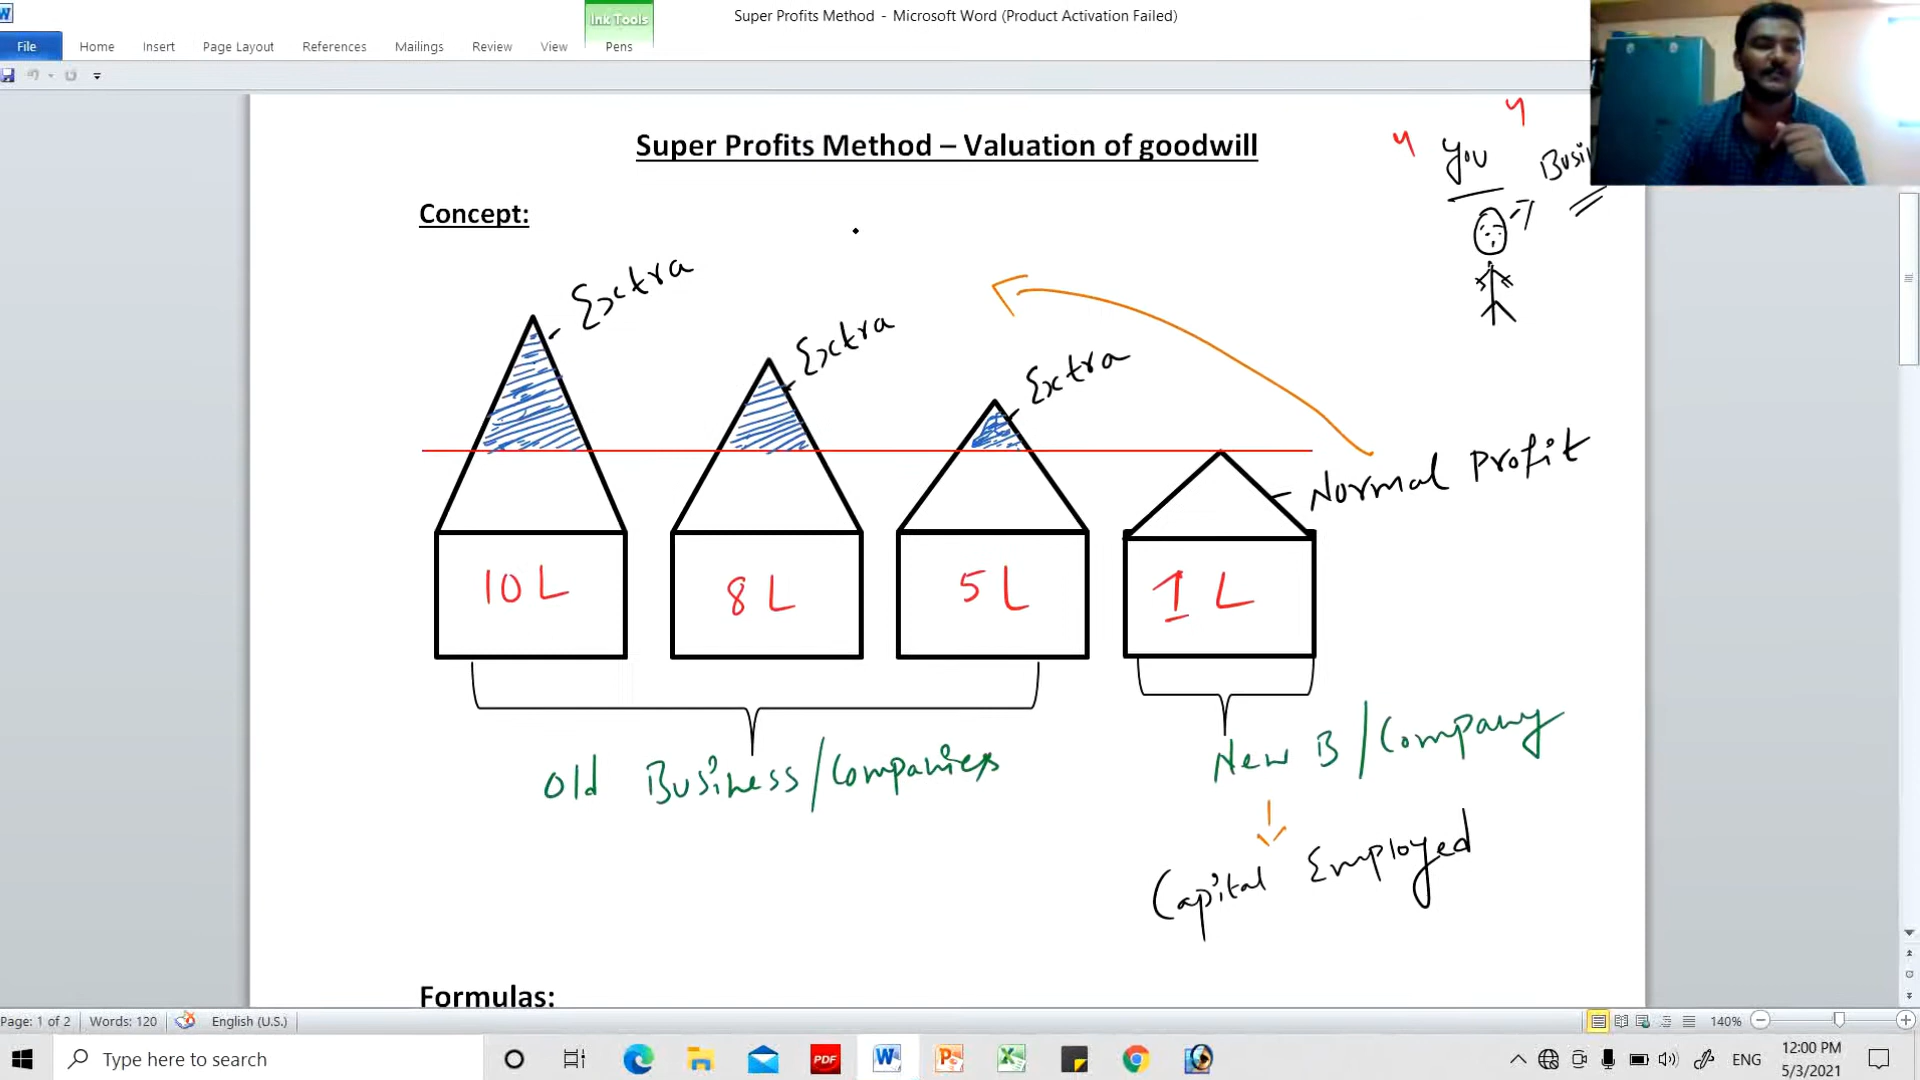 Super Profits Method - Microsoft Word (Product Activation Failed)
Ink Tools
File Home Insert Page Layout References Mailings Review View Pens
Super Profits Method – Valuation of goodwill
You
Busi
Concept:
Extra
Extra
Extra
Normal Profit
10 L
8 L
5 L
1 L
Old Business/Companies
New B/Company
Capital Employed
Formulas:
Page: 1 of 2 Words: 120 English (U.S.) 140%
Type here to search
PDF
ENG
12:00 PM
5/3/2021